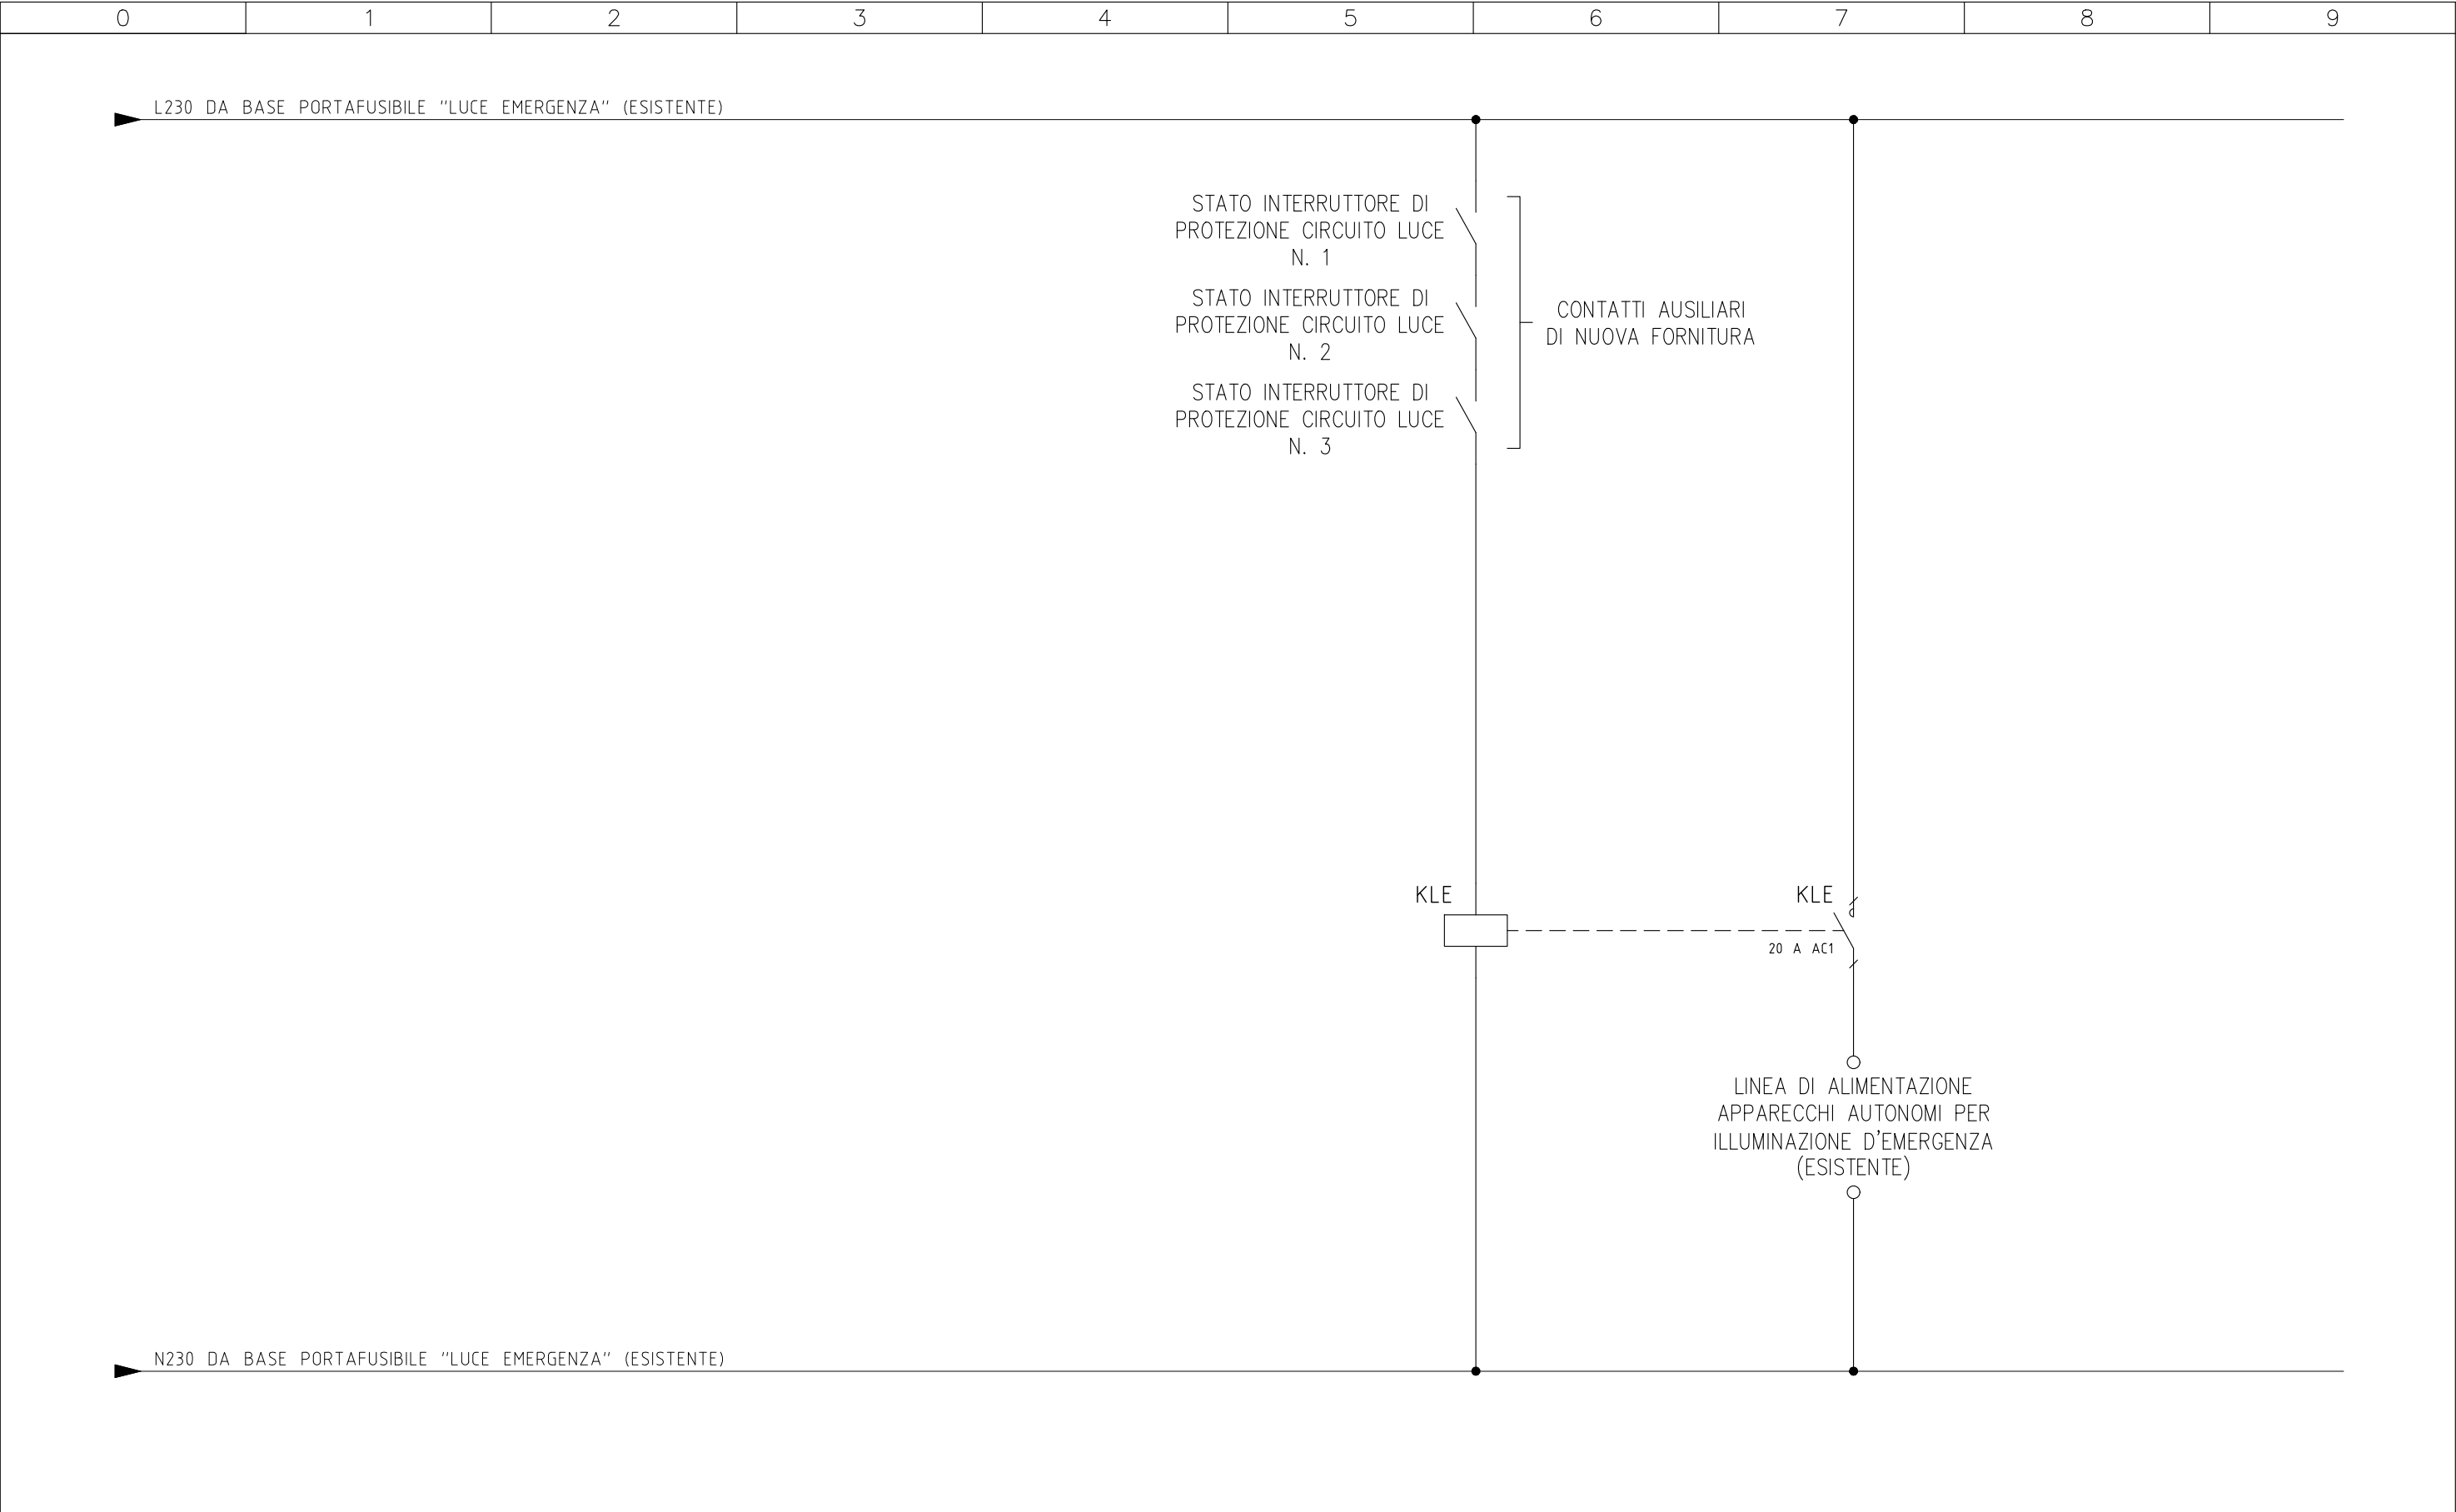 0 1 2 3 4 5 6 7 8 9
L230 DA BASE PORTAFUSIBILE "LUCE EMERGENZA" (ESISTENTE)
STATO INTERRUTTORE DI
PROTEZIONE CIRCUITO LUCE
N. 1
STATO INTERRUTTORE DI
PROTEZIONE CIRCUITO LUCE
N. 2
STATO INTERRUTTORE DI
PROTEZIONE CIRCUITO LUCE
N. 3
CONTATTI AUSILIARI
DI NUOVA FORNITURA
KLE
KLE
20 A AC1
LINEA DI ALIMENTAZIONE
APPARECCHI AUTONOMI PER
ILLUMINAZIONE D'EMERGENZA
(ESISTENTE)
N230 DA BASE PORTAFUSIBILE "LUCE EMERGENZA" (ESISTENTE)